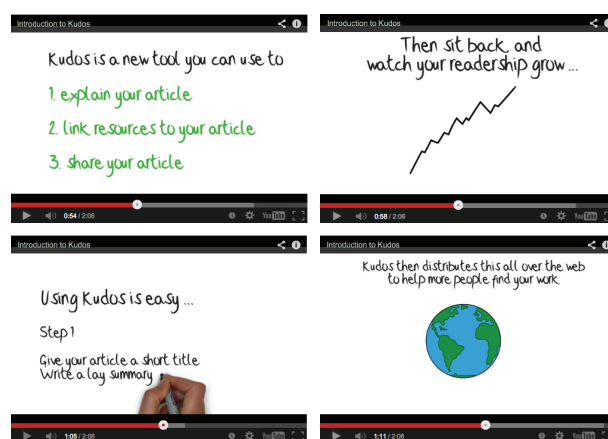 Introduction to Kudos
Kudos is a new tool you can use to
1. explain your article
2. link resources to your article
3. share your article
0:54 / 2:06
YouTube
Introduction to Kudos
Then sit back and
watch your readership grow...
0:58 / 2:06
YouTube
Introduction to Kudos
Using Kudos is easy...
Step 1
Give your article a short title
Write a lay summary
1:05 / 2:06
YouTube
Introduction to Kudos
Kudos then distributes this all over the web
to help more people find your work
1:11 / 2:06
YouTube